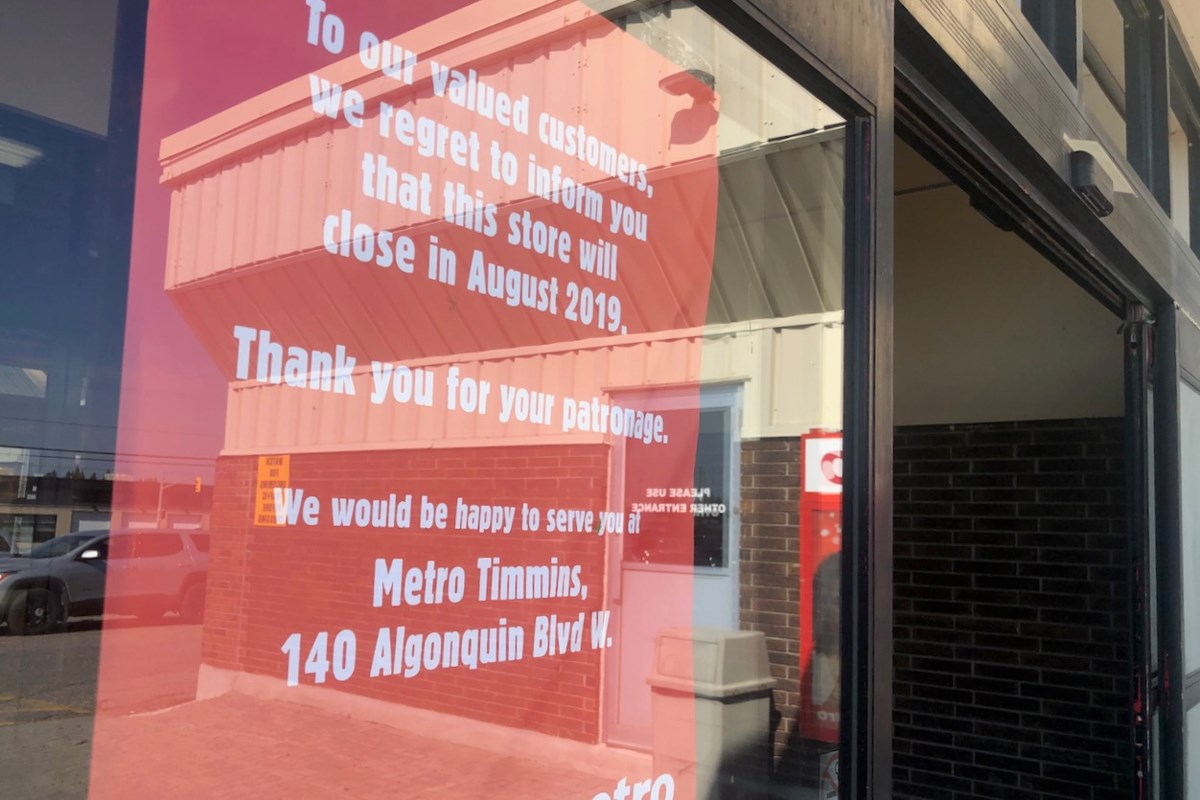 To our valued customers,
we regret to inform you
that this store will
close in August 2019.
Thank you for your patronage.
We would be happy to serve you at
Metro Timmins,
140 Algonquin Blvd W.
PLEASE USE
OTHER ENTRANCE